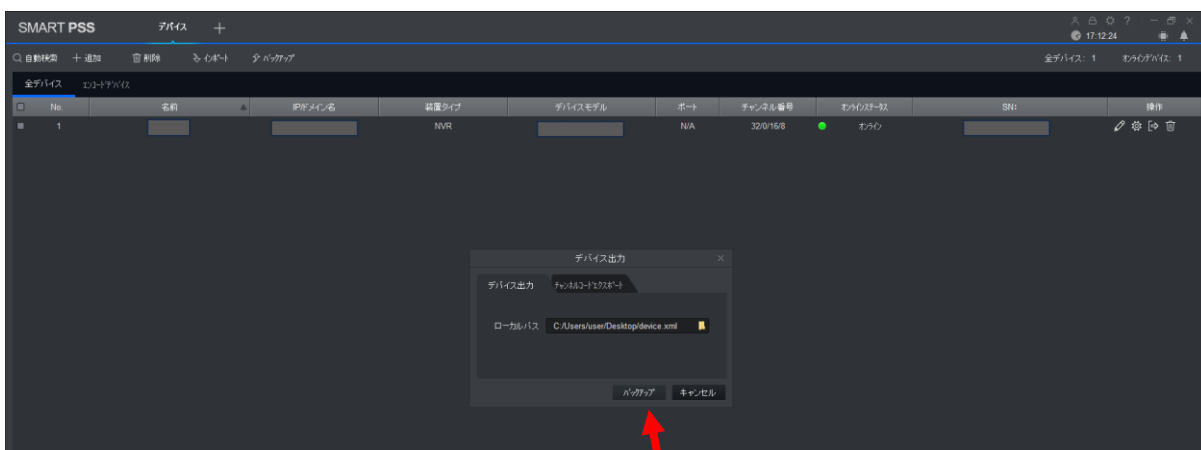 SMART PSS デバイス + ?
17:12:24
自動検索 + 追加 削除 インポート バックアップ 全デバイス: 1 オンラインデバイス: 1
全デバイス エンコードデバイス
No. 名前 IP/ドメイン名 装置タイプ デバイスモデル ポート チャンネル番号 オンラインステータス SN: 操作
1 NVR N/A 32/0/16/8 オンライン
デバイス出力
デバイス出力 チャンネルコードエクスポート
ローカルパス C:/Users/user/Desktop/device.xml
バックアップ キャンセル